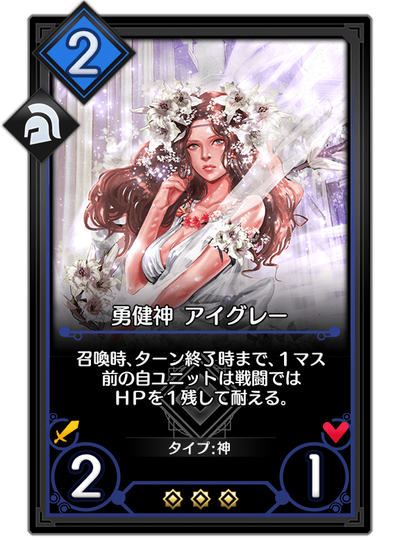 2
勇健神 アイグレー
召喚時、ターン終了時まで、1マス
前の自ユニットは戦闘では
HPを1残して耐える。
タイプ:神
2
1